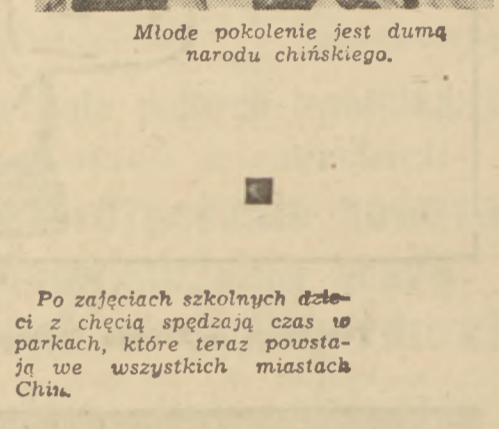 Młode pokolenie jest dumą
narodu chińskiego.
Po zajęciach szkolnych dzie-
ci z chęcią spędzają czas w
parkach, które teraz powsta-
ją we wszystkich miastach
Chin.